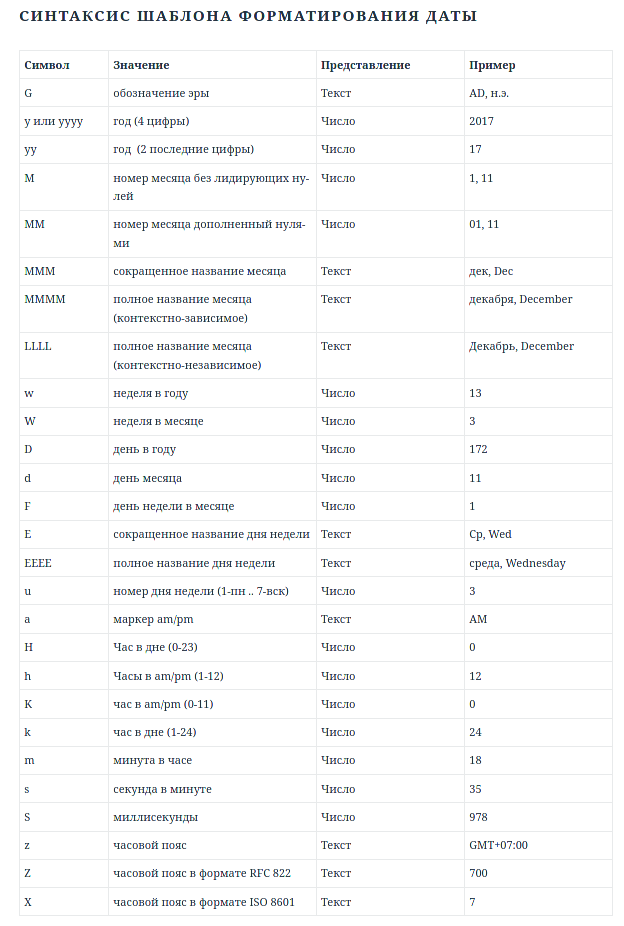 СИНТАКСИС ШАБЛОНА ФОРМАТИРОВАНИЯ ДАТЫ
Символ Значение Представление Пример
G обозначение эры Текст AD, н.э.
y или yyyy год (4 цифры) Число 2017
yy год (2 последние цифры) Число 17
M номер месяца без лидирующих ну-
лей Число 1, 11
MM номер месяца дополненный нуля-
ми Число 01, 11
MMM сокращенное название месяца Текст дек, Dec
MMMM полное название месяца
(контекстно-зависимое) Текст декабря, December
LLLL полное название месяца
(контекстно-независимое) Текст Декабрь, December
w неделя в году Число 13
W неделя в месяце Число 3
D день в году Число 172
d день месяца Число 11
F день недели в месяце Число 1
E сокращенное название дня недели Текст Ср, Wed
EEEE полное название дня недели Текст среда, Wednesday
u номер дня недели (1-пн .. 7-вск) Число 3
a маркер am/pm Текст AM
H Час в дне (0-23) Число 0
h Часы в am/pm (1-12) Число 12
K час в am/pm (0-11) Число 0
k час в дне (1-24) Число 24
m минута в часе Число 18
s секунда в минуте Число 35
S миллисекунды Число 978
z часовой пояс Текст GMT+07:00
Z часовой пояс в формате RFC 822 Текст 700
X часовой пояс в формате ISO 8601 Текст 7